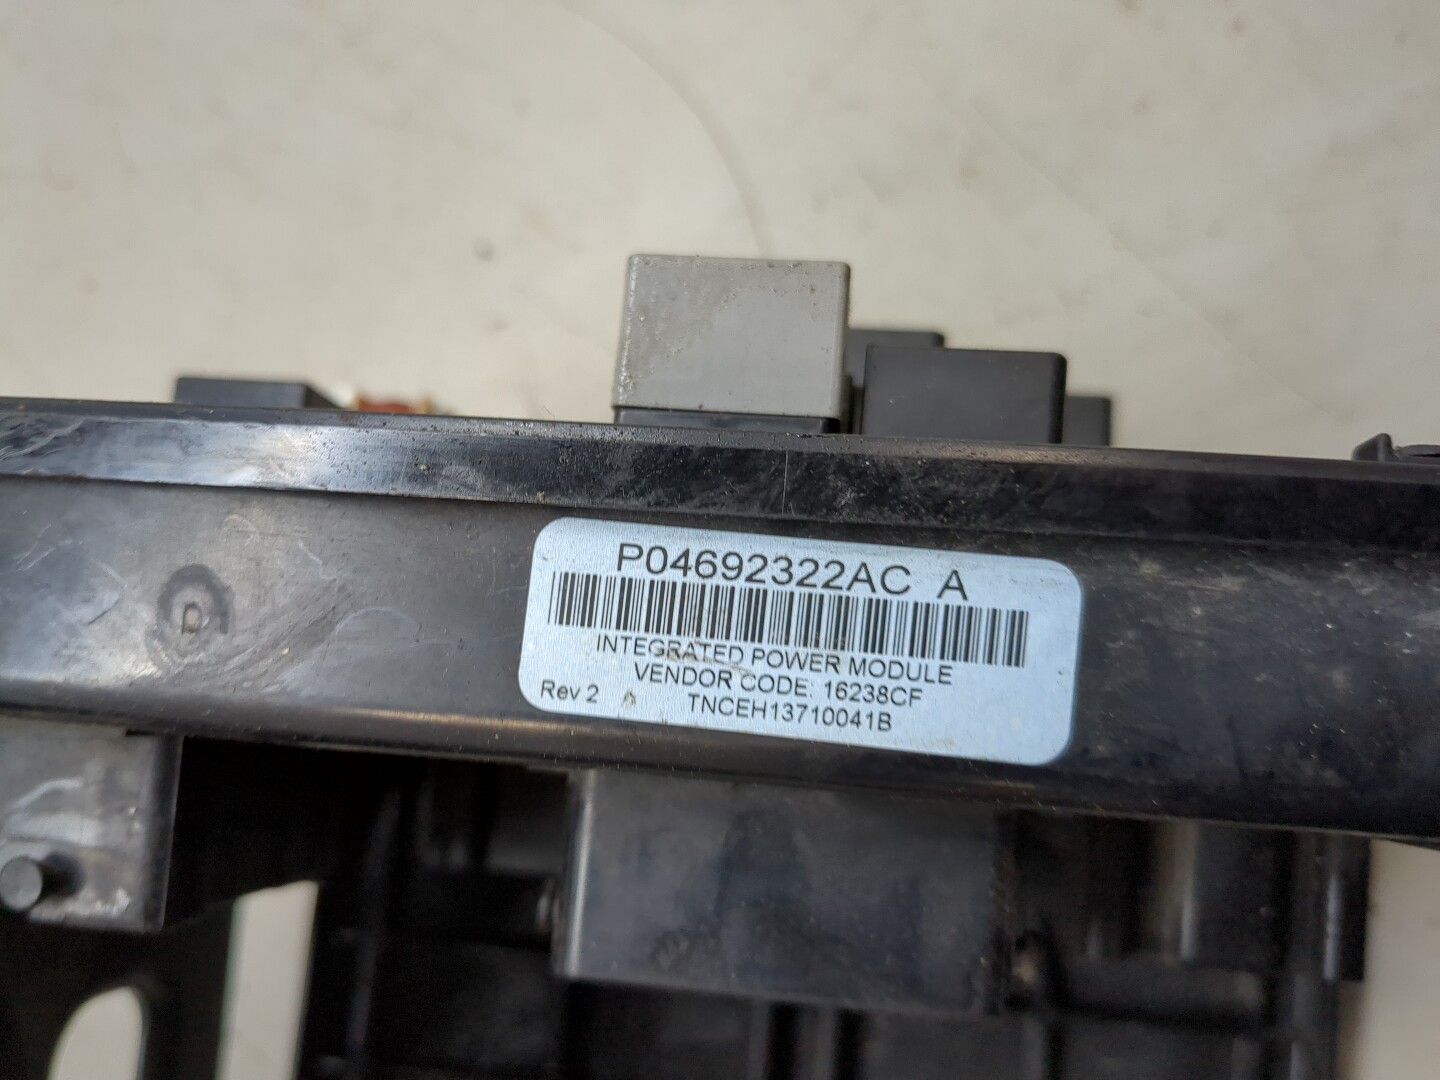 P04692322AC A
INTEGRATED POWER MODULE
VENDOR CODE: 16238CF
Rev 2 TNCEH13710041B